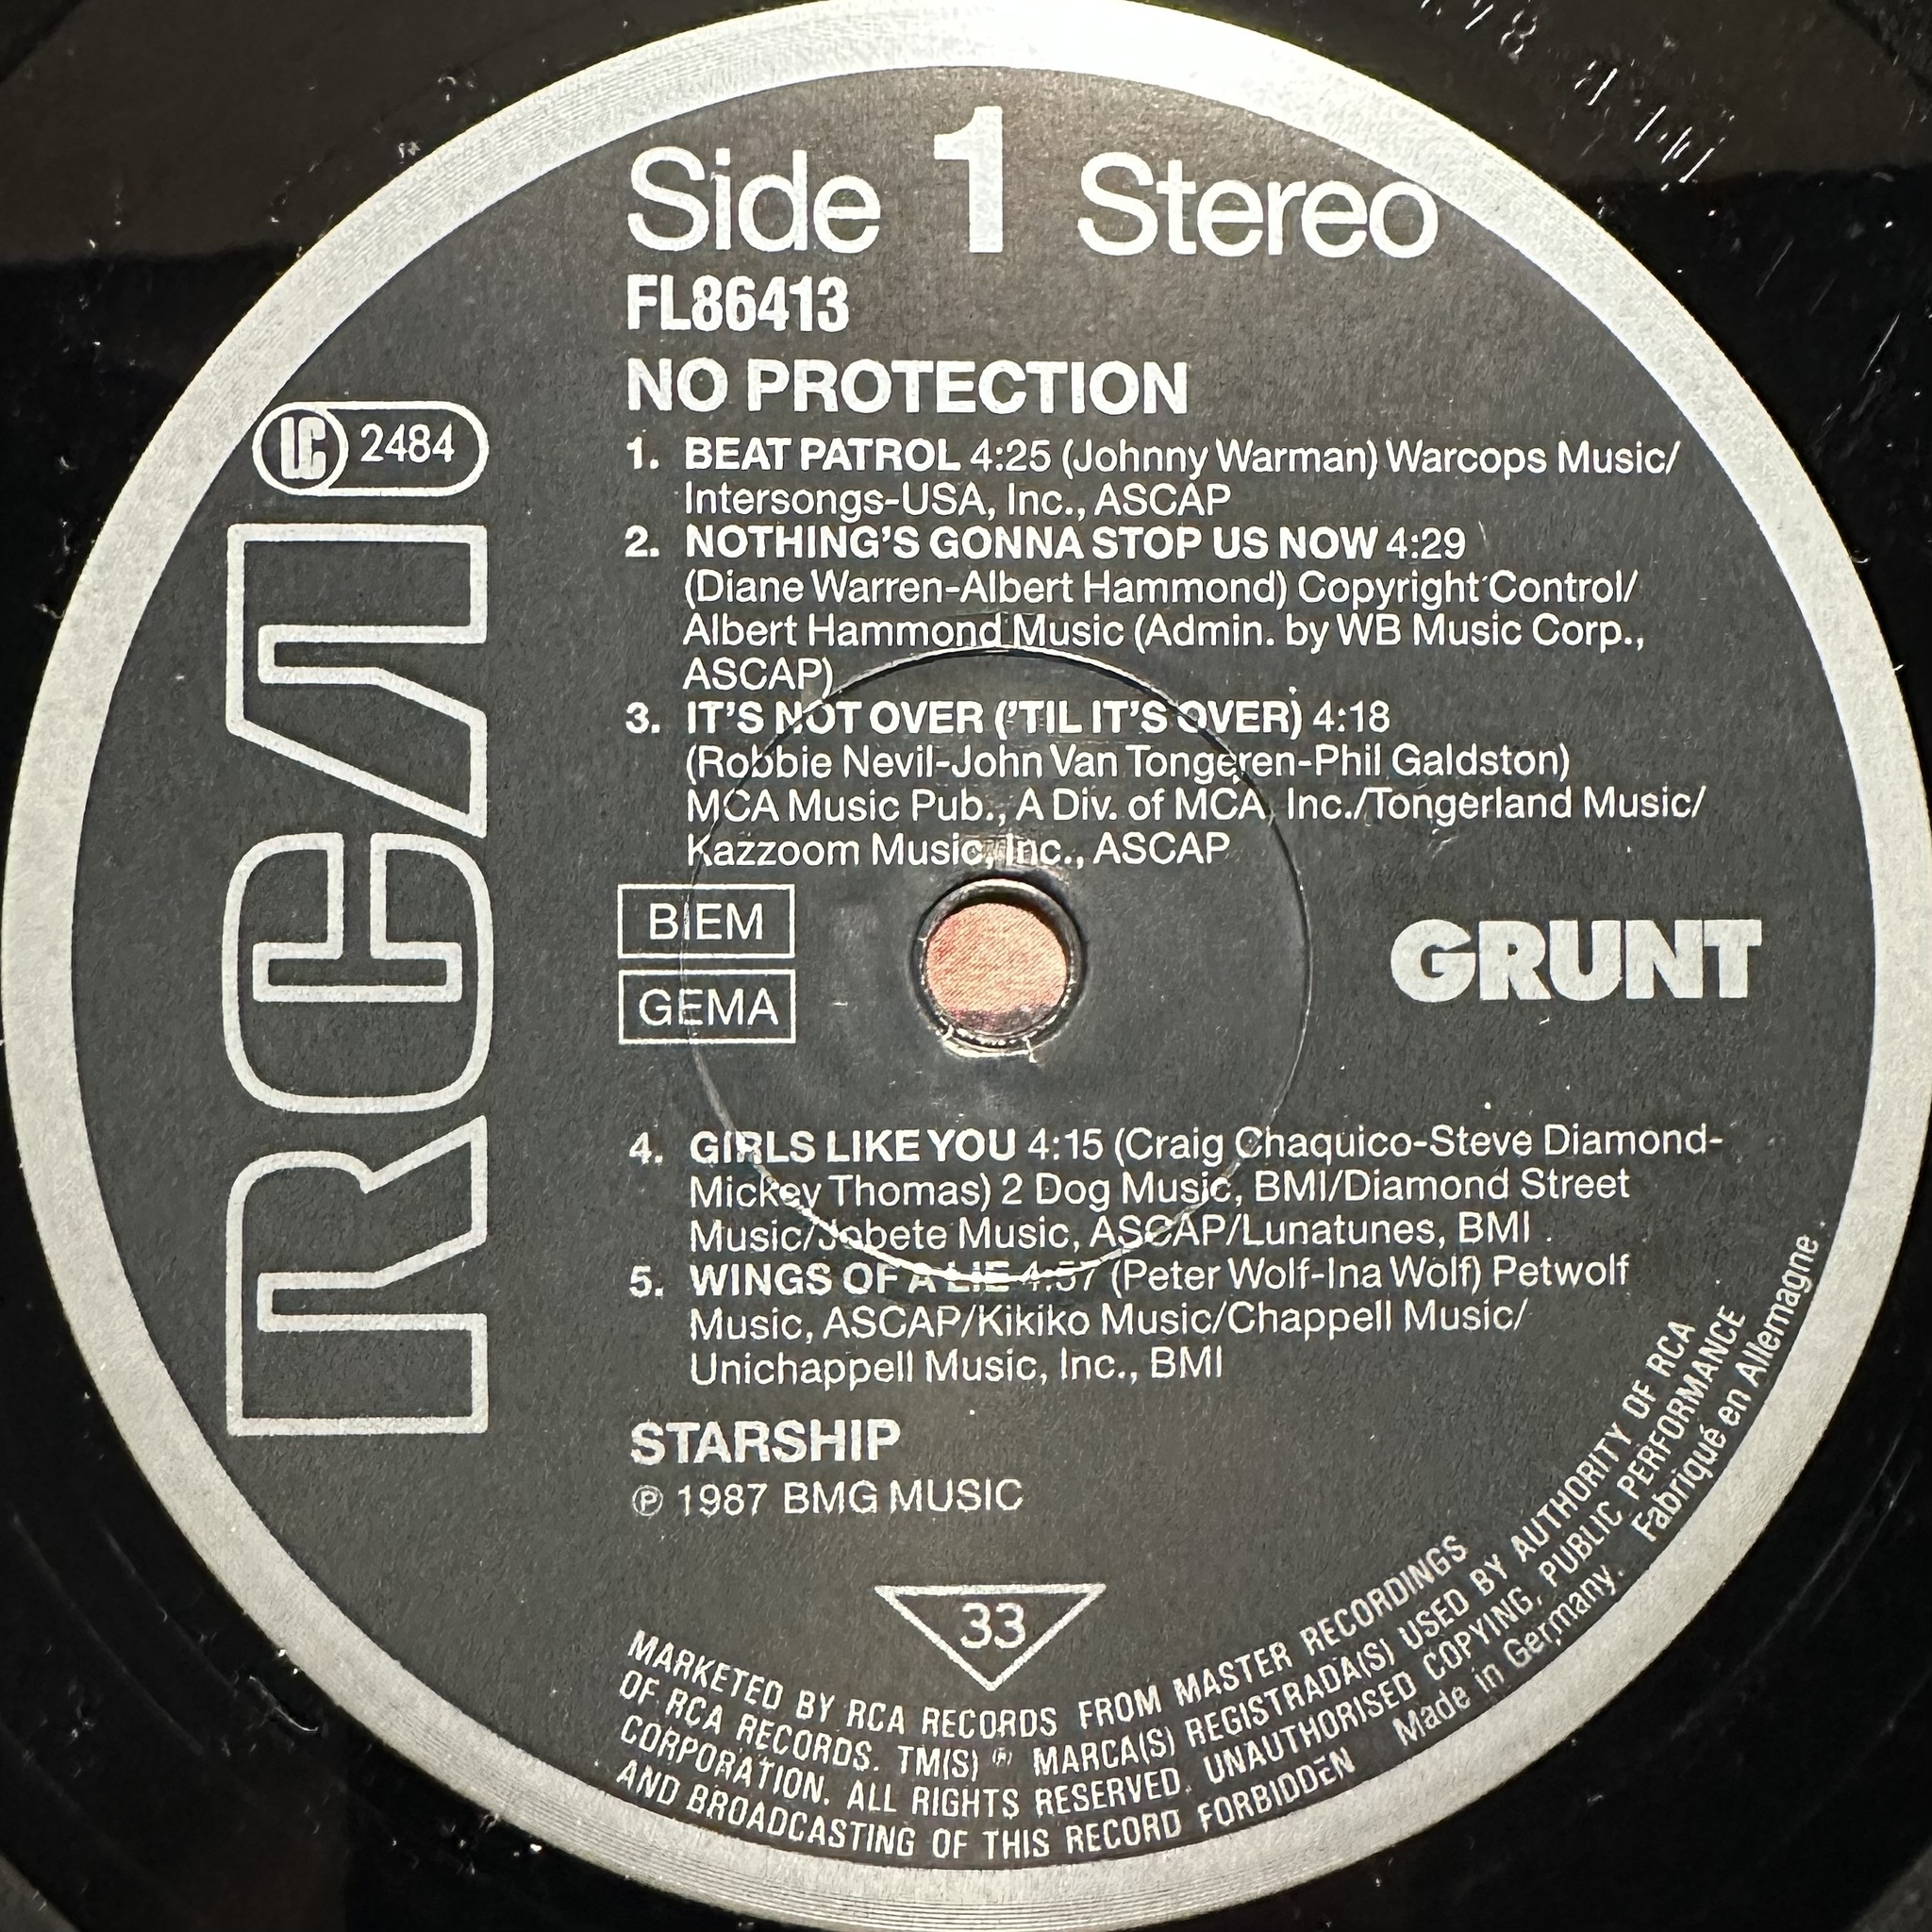 Side 1 Stereo
FL86413
NO PROTECTION
LC 2484
RCA
1. BEAT PATROL 4:25 (Johnny Warman) Warcops Music/
Intersongs-USA, Inc., ASCAP
2. NOTHING'S GONNA STOP US NOW 4:29
(Diane Warren-Albert Hammond) Copyright Control/
Albert Hammond Music (Admin. by WB Music Corp.,
ASCAP)
3. IT'S NOT OVER ('TIL IT'S OVER) 4:18
(Robbie Nevil-John Van Tongeren-Phil Galdston)
MCA Music Pub., A Div. of MCA, Inc./Tongerland Music/
Kazzoom Music, Inc., ASCAP
BIEM
GEMA
GRUNT
4. GIRLS LIKE YOU 4:15 (Craig Chaquico-Steve Diamond-
Mickey Thomas) 2 Dog Music, BMI/Diamond Street
Music/Jobete Music, ASCAP/Lunatunes, BMI .
5. WINGS OF A LIE 4:57 (Peter Wolf-Ina Wolf) Petwolf
Music, ASCAP/Kikiko Music/Chappell Music/
Unichappell Music, Inc., BMI
STARSHIP
℗ 1987 BMG MUSIC
33
MARKETED BY RCA RECORDS FROM MASTER RECORDINGS
OF RCA RECORDS. TM(S) ® MARCA(S) REGISTRADA(S) USED BY AUTHORITY OF RCA
CORPORATION. ALL RIGHTS RESERVED. UNAUTHORISED COPYING, PUBLIC PERFORMANCE
AND BROADCASTING OF THIS RECORD FORBIDDEN Made in Germany. Fabriqué en Allemagne